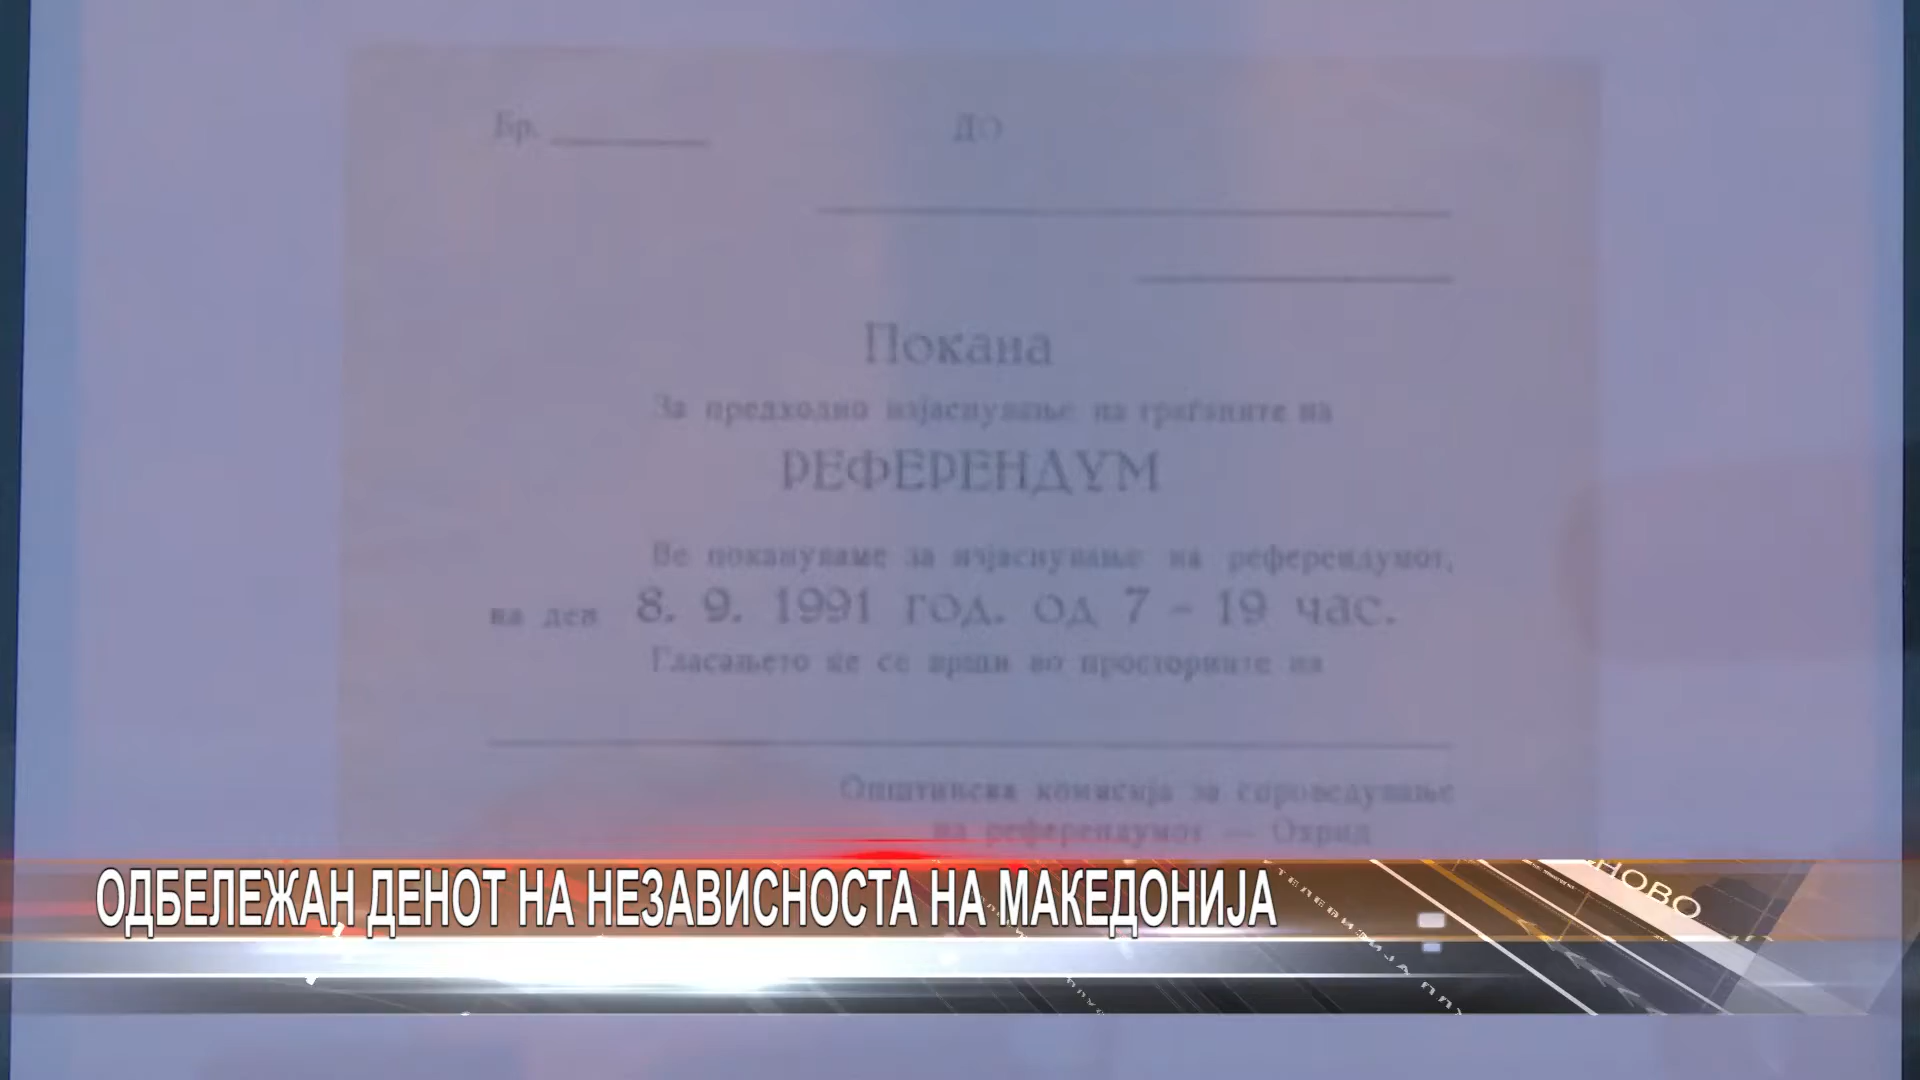 Бр.
ДО
Покана
За предходно изјаснување на граѓаните на
РЕФЕРЕНДУМ
Ве покануваме за изјаснување на референдумот,
на ден 8. 9. 1991 год. од 7 - 19 час.
Гласањето ќе се врши во просториите на
Општинска комисија за спроведување
на референдумот — Охрид
ОДБЕЛЕЖАН ДЕНОТ НА НЕЗАВИСНОСТА НА МАКЕДОНИЈА
НОВО